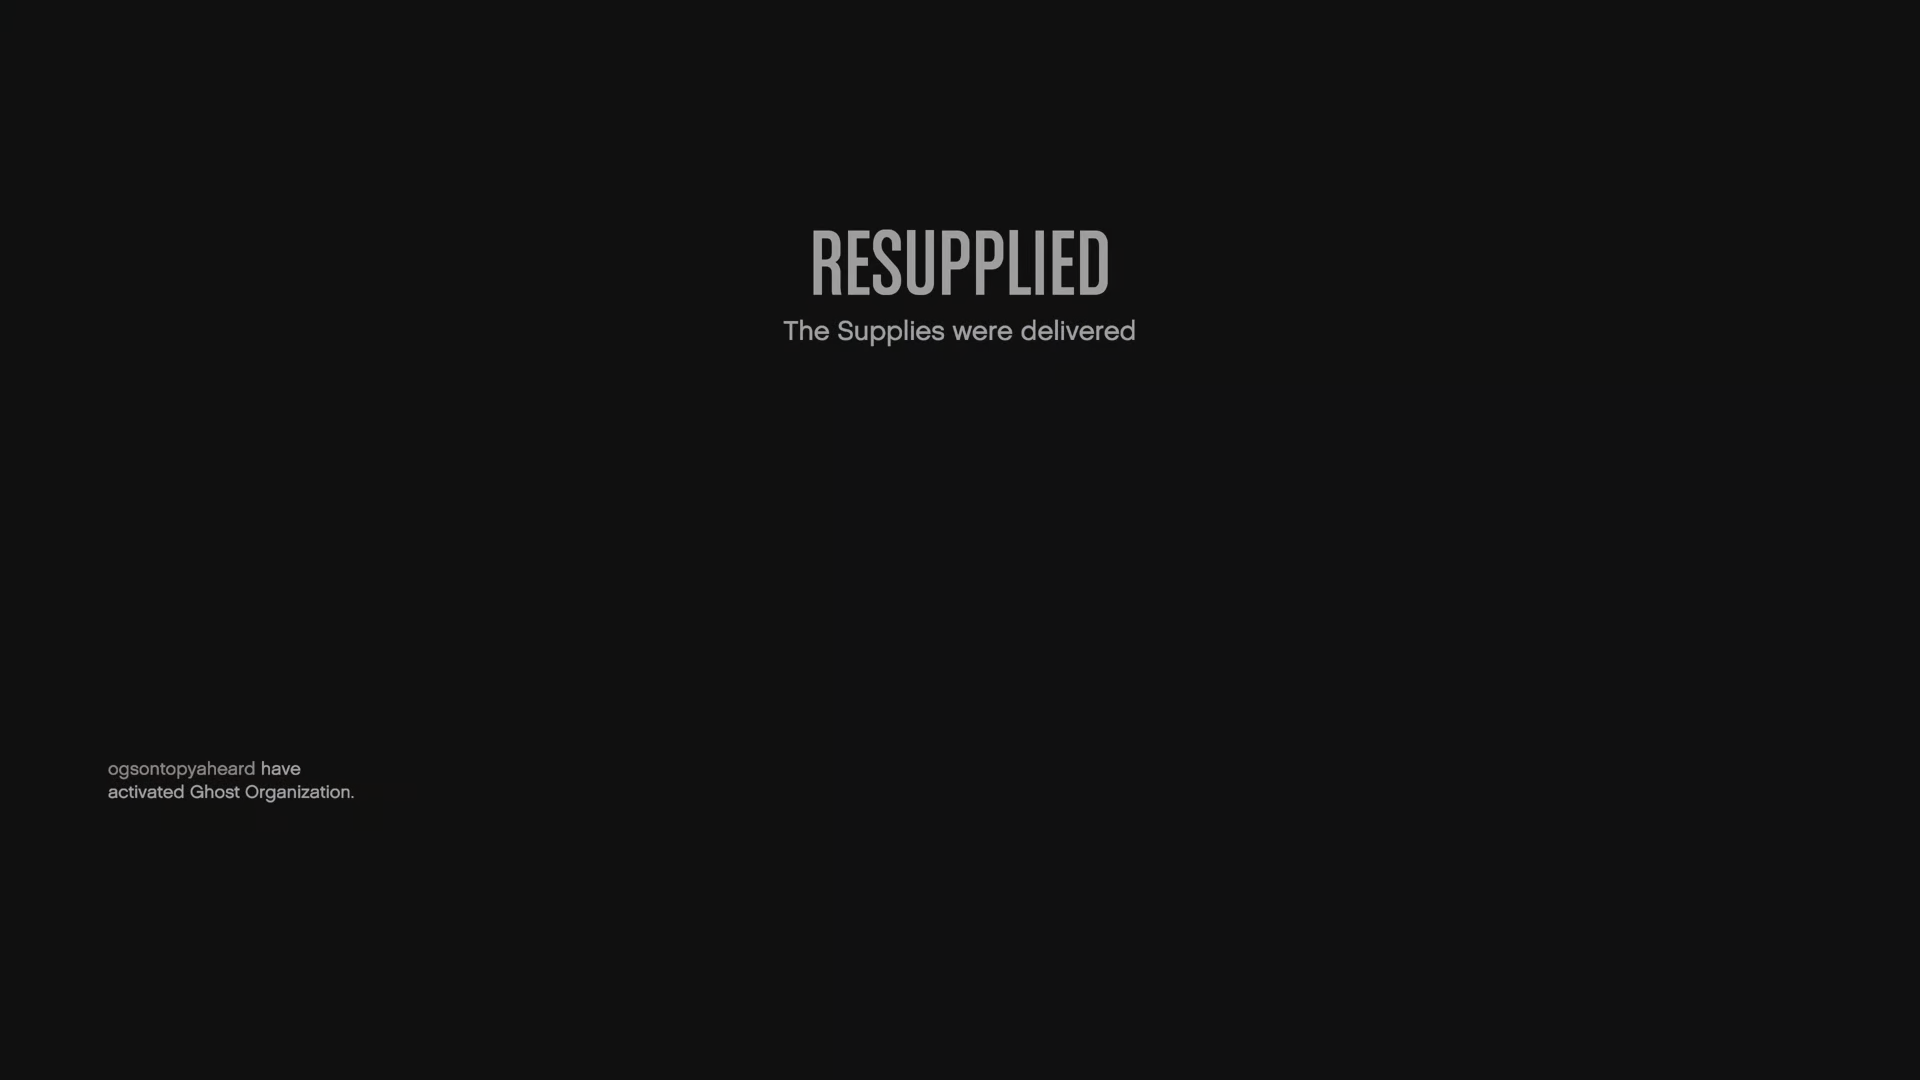 RESUPPLIED
The Supplies were delivered
ogsontopyaheard have
activated Ghost Organization.